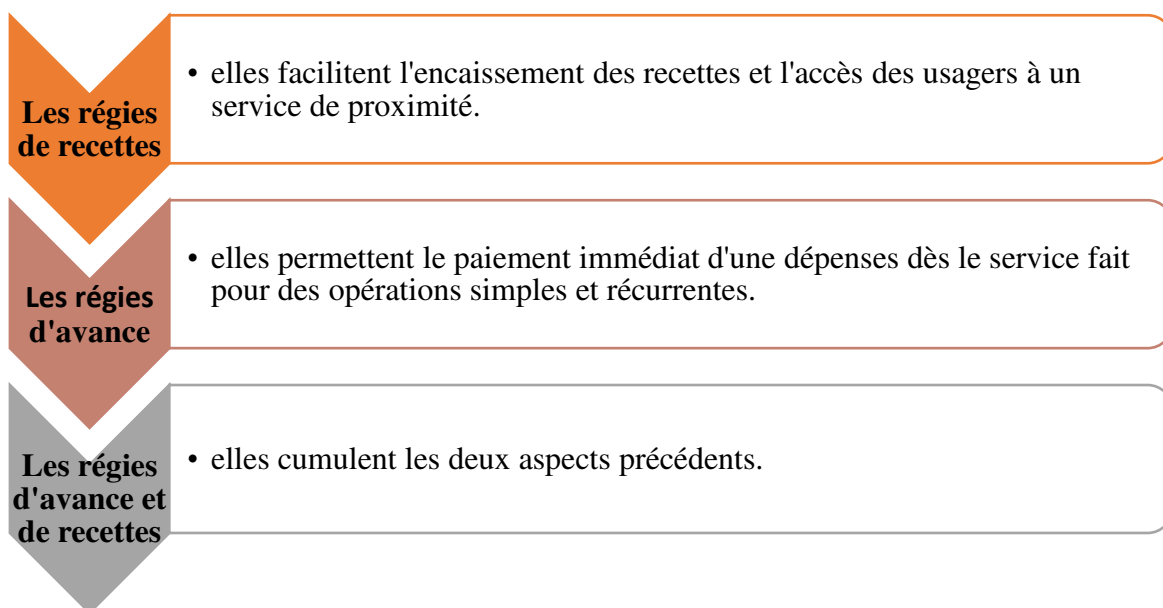 Les régies
de recettes
• elles facilitent l'encaissement des recettes et l'accès des usagers à un
service de proximité.
Les régies
d'avance
• elles permettent le paiement immédiat d'une dépenses dès le service fait
pour des opérations simples et récurrentes.
Les régies
d'avance et
de recettes
• elles cumulent les deux aspects précédents.